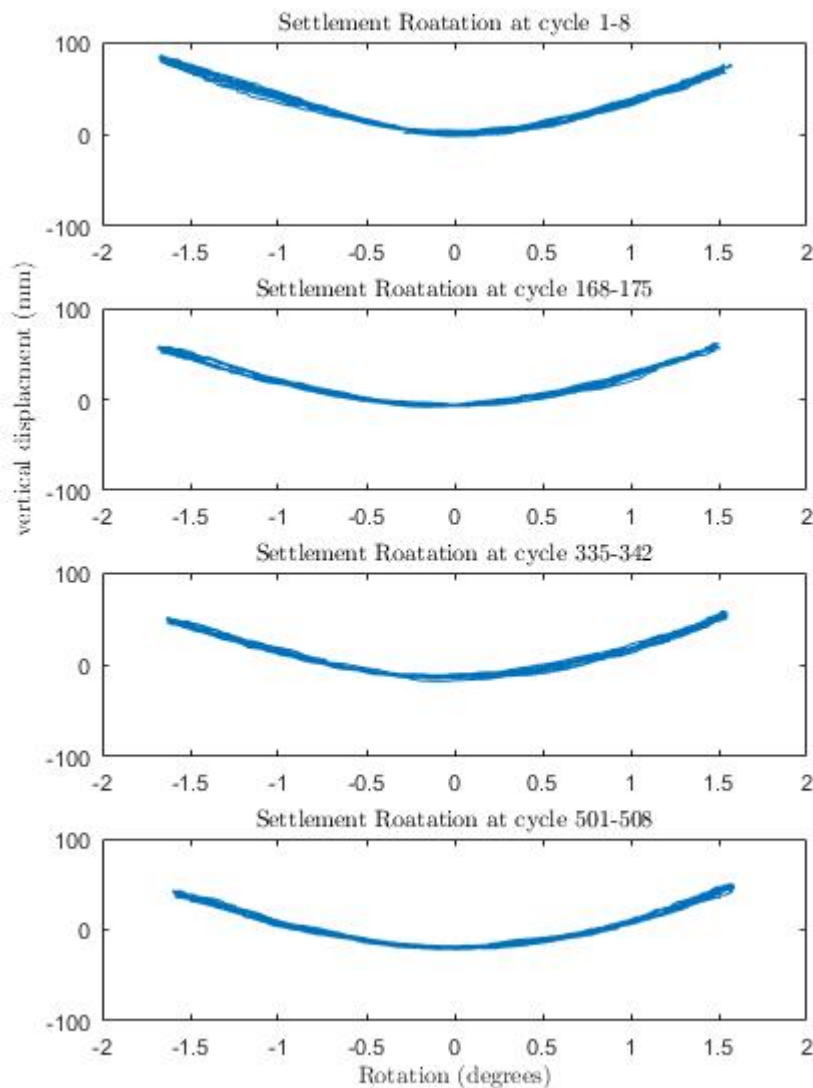 Settlement Roatation at cycle 1-8
100
0
-100
-2 -1.5 -1 -0.5 0 0.5 1 1.5 2
Settlement Roatation at cycle 168-175
100
0
-100
-2 -1.5 -1 -0.5 0 0.5 1 1.5 2
vertical displacment (mm)
Settlement Roatation at cycle 335-342
100
0
-100
-2 -1.5 -1 -0.5 0 0.5 1 1.5 2
Settlement Roatation at cycle 501-508
100
0
-100
-2 -1.5 -1 -0.5 0 0.5 1 1.5 2
Rotation (degrees)